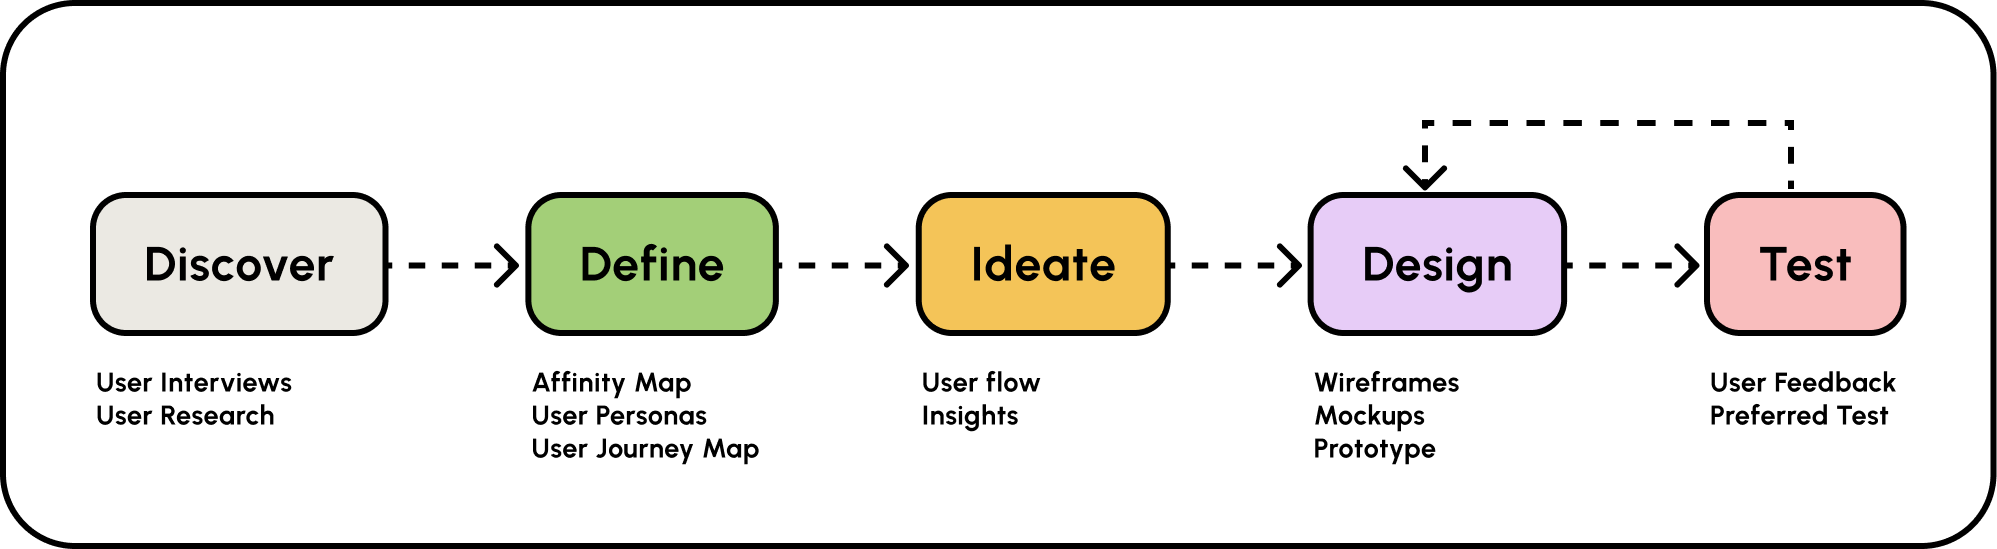 Discover
Define
Ideate
Design
Test
User Interviews
User Research
Affinity Map
User Personas
User Journey Map
User flow
Insights
Wireframes
Mockups
Prototype
User Feedback
Preferred Test